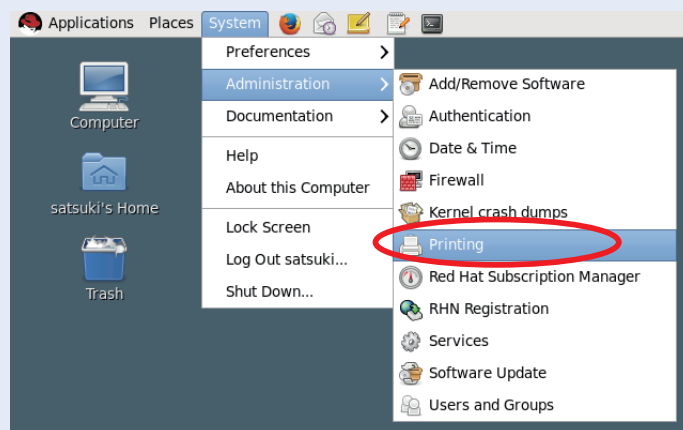 Applications Places System
Preferences
Administration
Documentation
Help
About this Computer
Lock Screen
Log Out satsuki...
Shut Down...
Add/Remove Software
Authentication
Date & Time
Firewall
Kernel crash dumps
Printing
Red Hat Subscription Manager
RHN Registration
Services
Software Update
Users and Groups
Computer
satsuki's Home
Trash